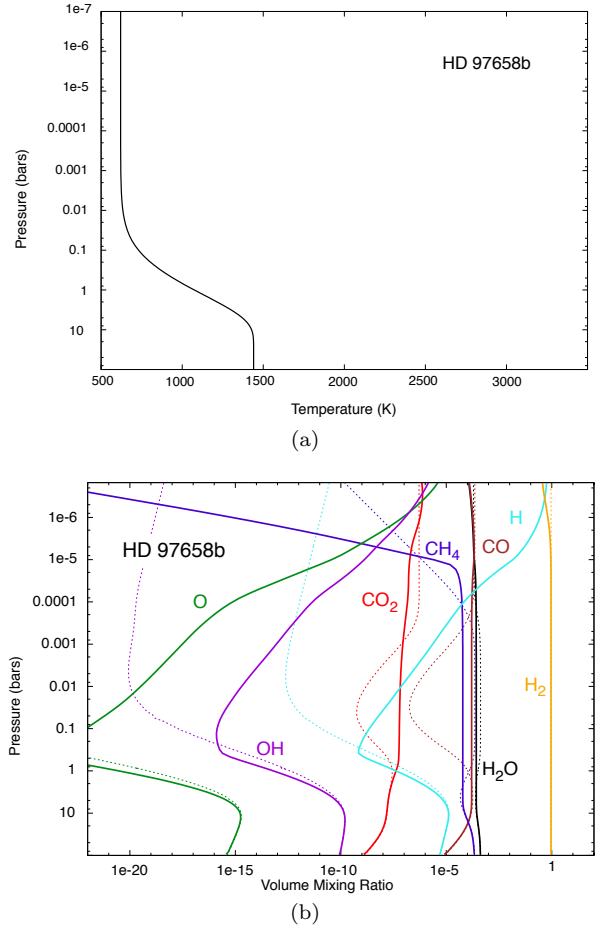 1e-7
1e-6
1e-5
0.0001
0.001
0.01
0.1
1
10
Pressure (bars)
HD 97658b
500 1000 1500 2000 2500 3000
Temperature (K)
(a)
1e-6
1e-5
0.0001
0.001
0.01
0.1
1
10
Pressure (bars)
HD 97658b
O
OH
CO₂
CH₄
CO
H
H₂
H₂O
1e-20 1e-15 1e-10 1e-5 1
Volume Mixing Ratio
(b)